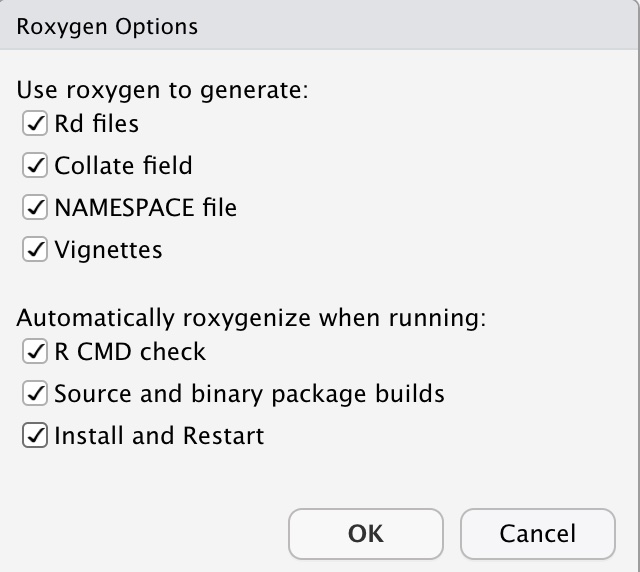 Roxygen Options
Use roxygen to generate:
Rd files
Collate field
NAMESPACE file
Vignettes
Automatically roxygenize when running:
R CMD check
Source and binary package builds
Install and Restart
OK
Cancel